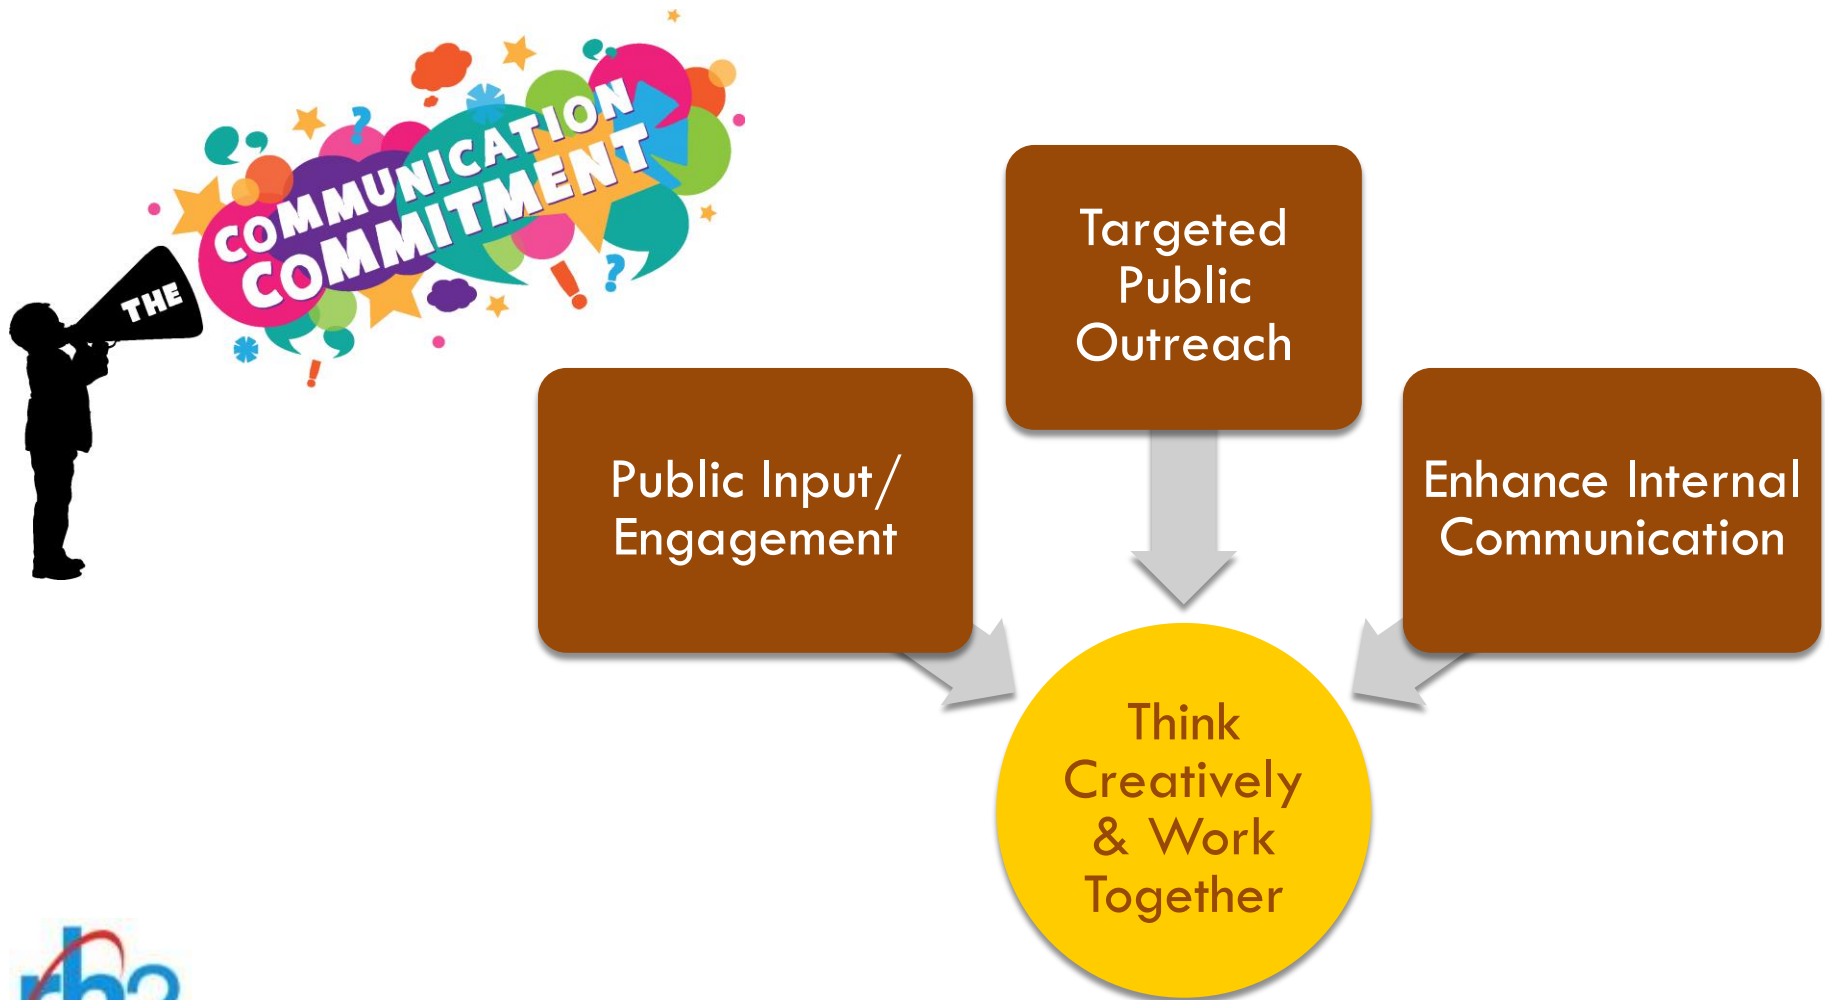 THE
COMMUNICATION
COMMITMENT
Targeted
Public
Outreach
Public Input/
Engagement
Enhance Internal
Communication
Think
Creatively
& Work
Together